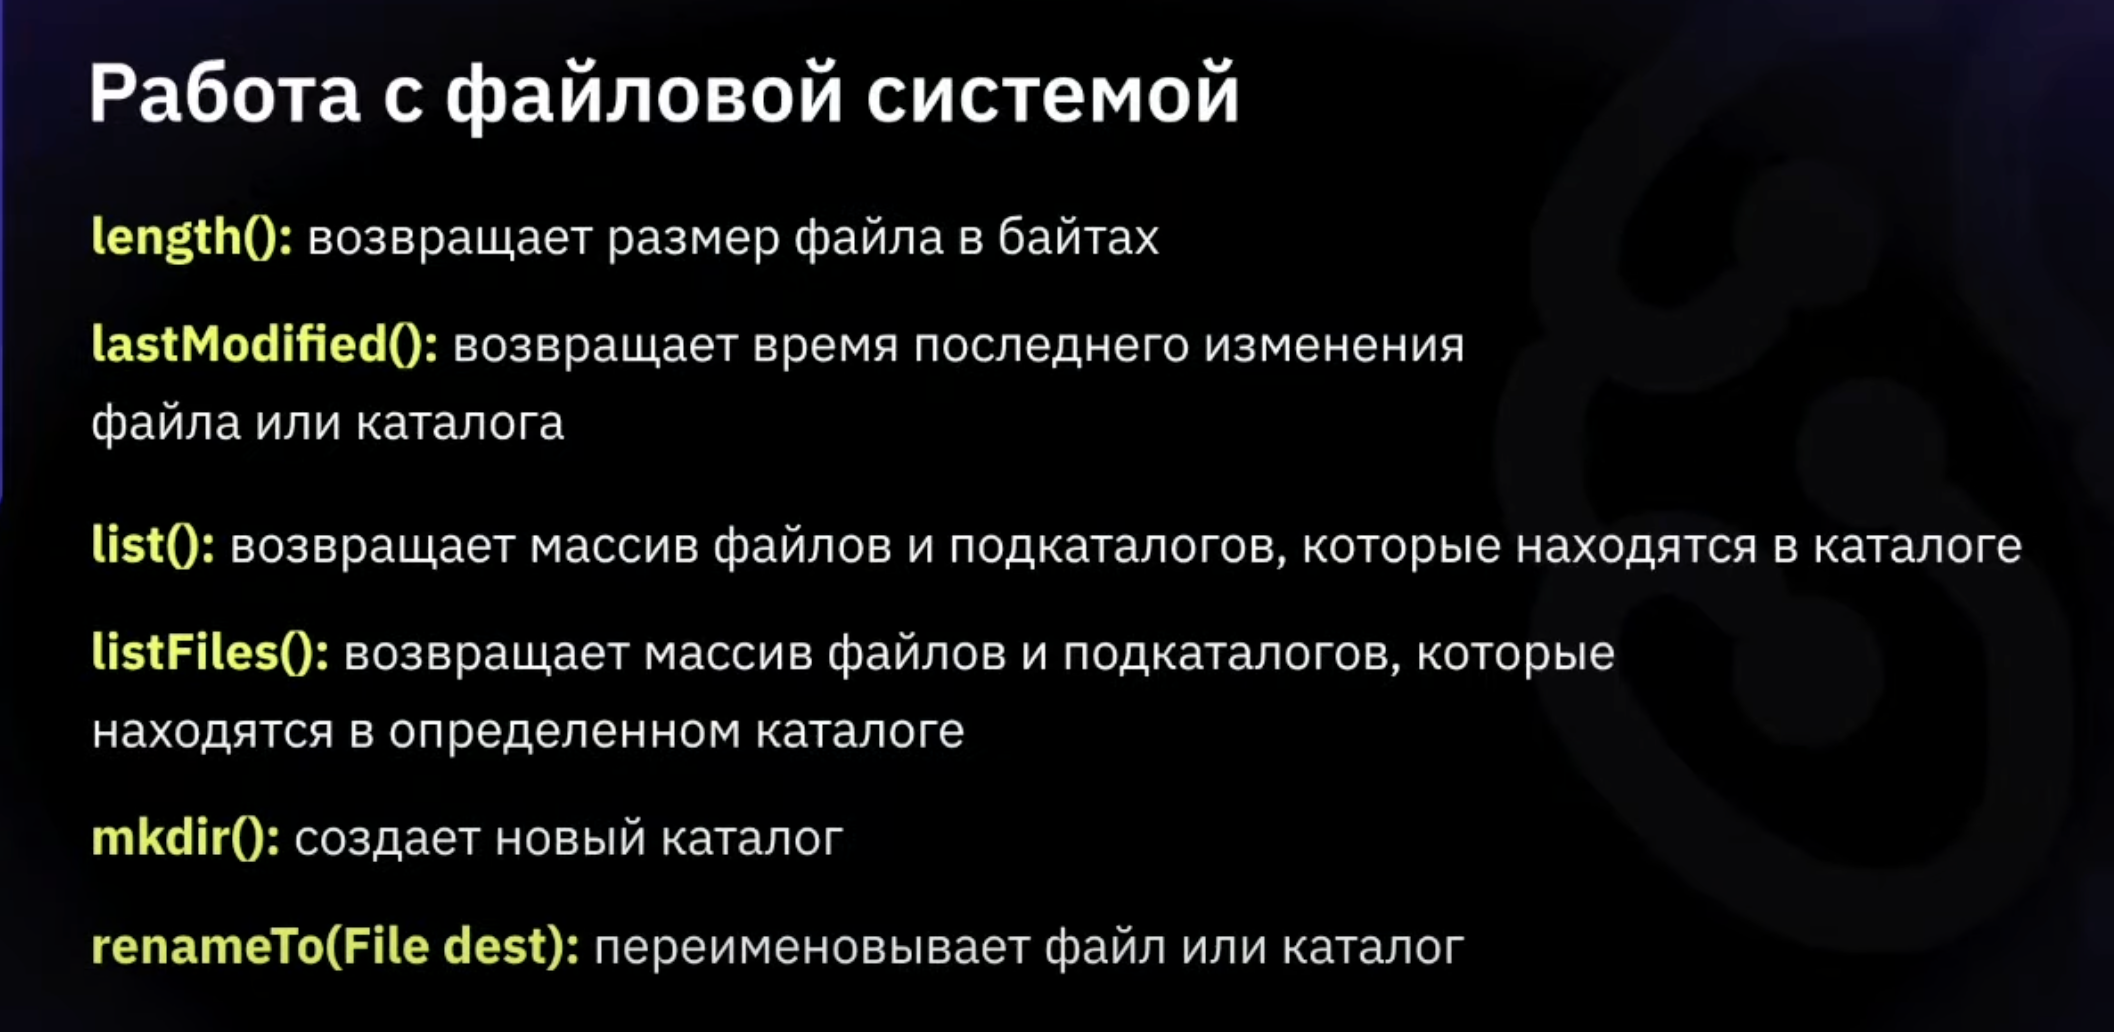 Работа с файловой системой
length(): возвращает размер файла в байтах
lastModified(): возвращает время последнего изменения
файла или каталога
list(): возвращает массив файлов и подкаталогов, которые находятся в каталоге
listFiles(): возвращает массив файлов и подкаталогов, которые
находятся в определенном каталоге
mkdir(): создает новый каталог
renameTo(File dest): переименовывает файл или каталог